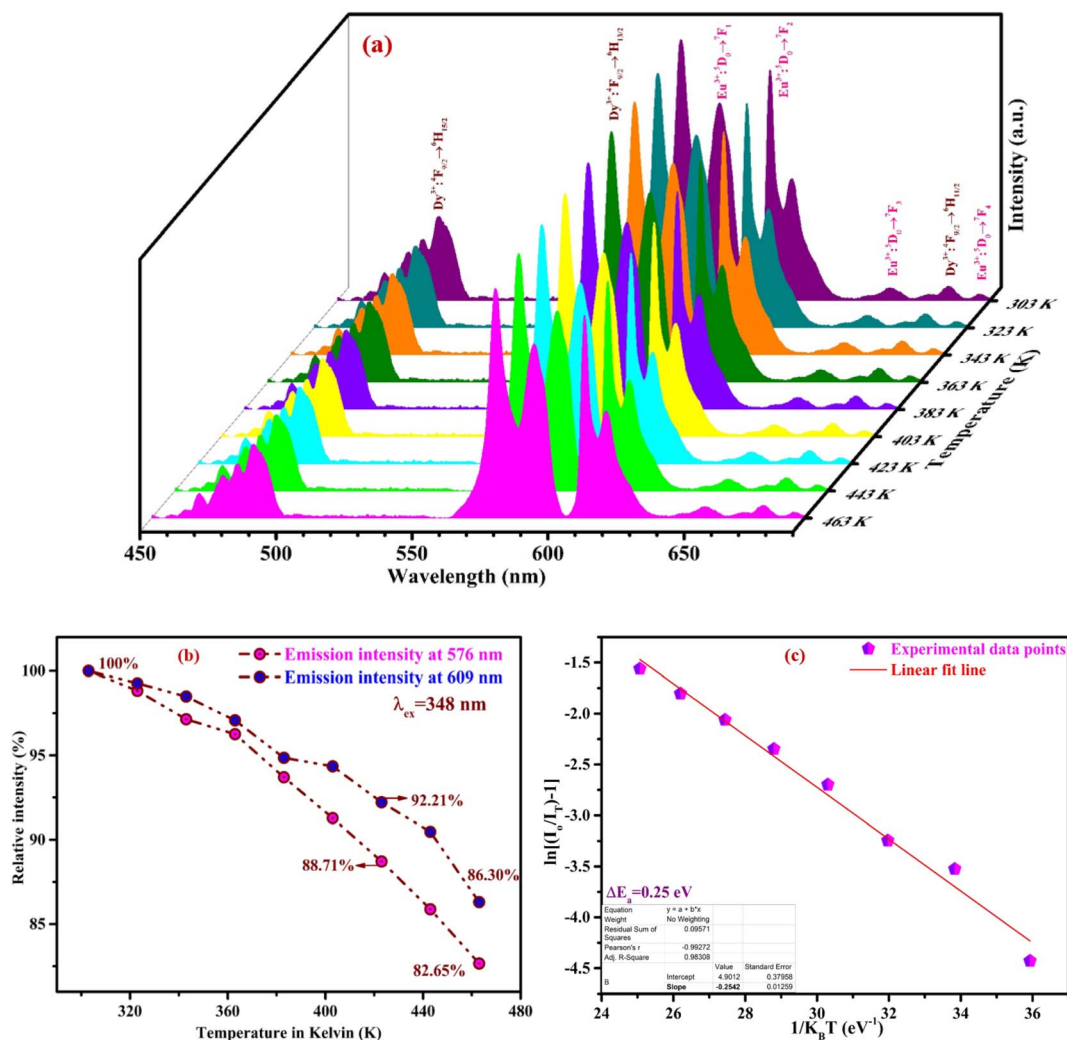 (a)
Dy³⁺:⁴F₉/₂→⁶H₁₅/₂
Dy³⁺:⁴F₉/₂→⁶H₁₃/₂
Eu³⁺:⁵D₀→⁷F₁
Eu³⁺:⁵D₀→⁷F₂
Eu³⁺:⁵D₀→⁷F₃
Dy³⁺:⁴F₉/₂→⁶H₁₁/₂
Eu³⁺:⁵D₀→⁷F₄
Intensity (a.u.)
303 K
323 K
343 K
363 K
383 K
403 K
423 K
443 K
463 K
Temperature (K)
450 500 550 600 650
Wavelength (nm)
(b)
100%
Emission intensity at 576 nm
Emission intensity at 609 nm
λex=348 nm
92.21%
88.71%
86.30%
82.65%
100
95
90
85
Relative intensity (%)
320 340 360 380 400 420 440 460 480
Temperature in Kelvin (K)
(c)
Experimental data points
Linear fit line
-1.5
-2.0
-2.5
-3.0
-3.5
-4.0
-4.5
ln[(I₀/I_T)-1]
ΔEₐ=0.25 eV
Equation y = a + b*x
Weight No Weighting
Residual Sum of Squares 0.09571
Pearson's r -0.99272
Adj. R-Square 0.98308
Value Standard Error
B Intercept 4.9012 0.37958
Slope -0.2542 0.01259
24 26 28 30 32 34 36
1/K_BT (eV⁻¹)